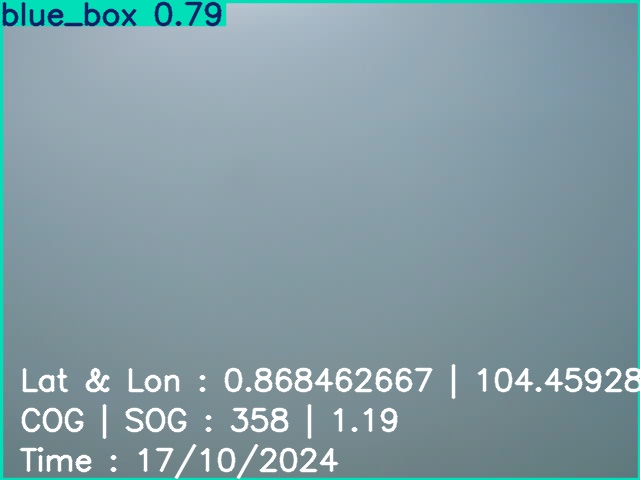 blue_box 0.79
Lat & Lon : 0.868462667 | 104.45928
COG | SOG : 358 | 1.19
Time : 17/10/2024